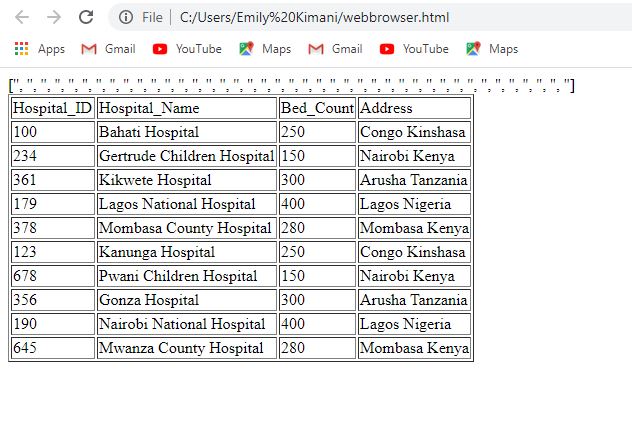 File | C:/Users/Emily%20Kimani/webbrowser.html
Apps Gmail YouTube Maps Gmail YouTube Maps
['', '', '', '', '', '', '', '', '', '', '', '', '', '', '', '', '', '', '', '', '', '', '', '', '', '', '', '', '', '', '', '', '', '', '', '', '', '', '', '', '']
Hospital_ID Hospital_Name Bed_Count Address
100 Bahati Hospital 250 Congo Kinshasa
234 Gertrude Children Hospital 150 Nairobi Kenya
361 Kikwete Hospital 300 Arusha Tanzania
179 Lagos National Hospital 400 Lagos Nigeria
378 Mombasa County Hospital 280 Mombasa Kenya
123 Kanunga Hospital 250 Congo Kinshasa
678 Pwani Children Hospital 150 Nairobi Kenya
356 Gonza Hospital 300 Arusha Tanzania
190 Nairobi National Hospital 400 Lagos Nigeria
645 Mwanza County Hospital 280 Mombasa Kenya